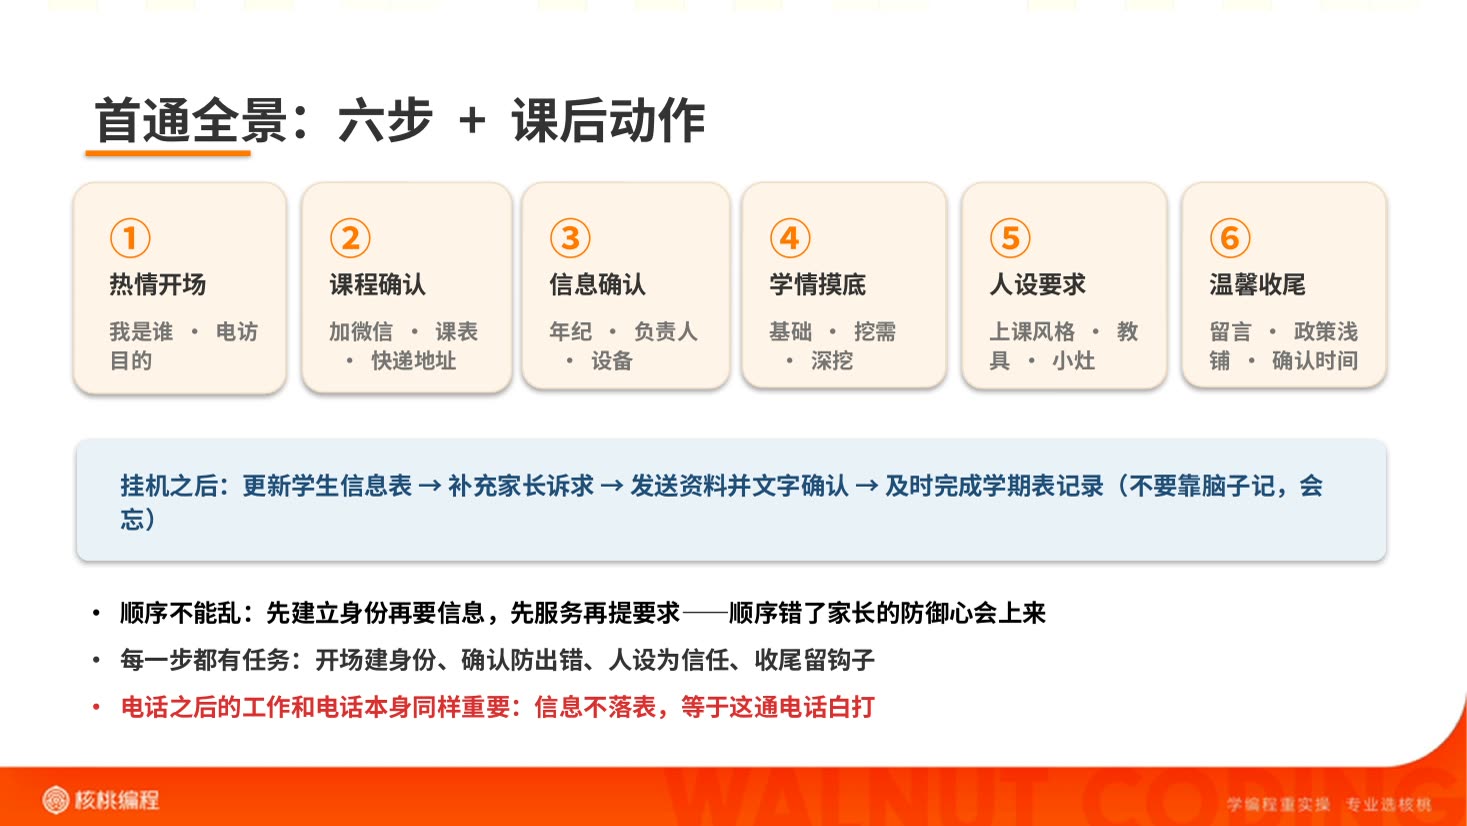 首通全景：六步 + 课后动作
①
热情开场
我是谁 • 电访
目的
②
课程确认
加微信 • 课表
• 快递地址
③
信息确认
年纪 • 负责人
• 设备
④
学情摸底
基础 • 挖需
• 深挖
⑤
人设要求
上课风格 • 教
具 • 小灶
⑥
温馨收尾
留言 • 政策浅
铺 • 确认时间
挂机之后：更新学生信息表 → 补充家长诉求 → 发送资料并文字确认 → 及时完成学期表记录（不要靠脑子记，会
忘）
• 顺序不能乱：先建立身份再要信息，先服务再提要求——顺序错了家长的防御心会上来
• 每一步都有任务：开场建身份、确认防出错、人设为信任、收尾留钩子
• 电话之后的工作和电话本身同样重要：信息不落表，等于这通电话白打
核桃编程
WALNUT CODING
学编程重实操 专业选核桃